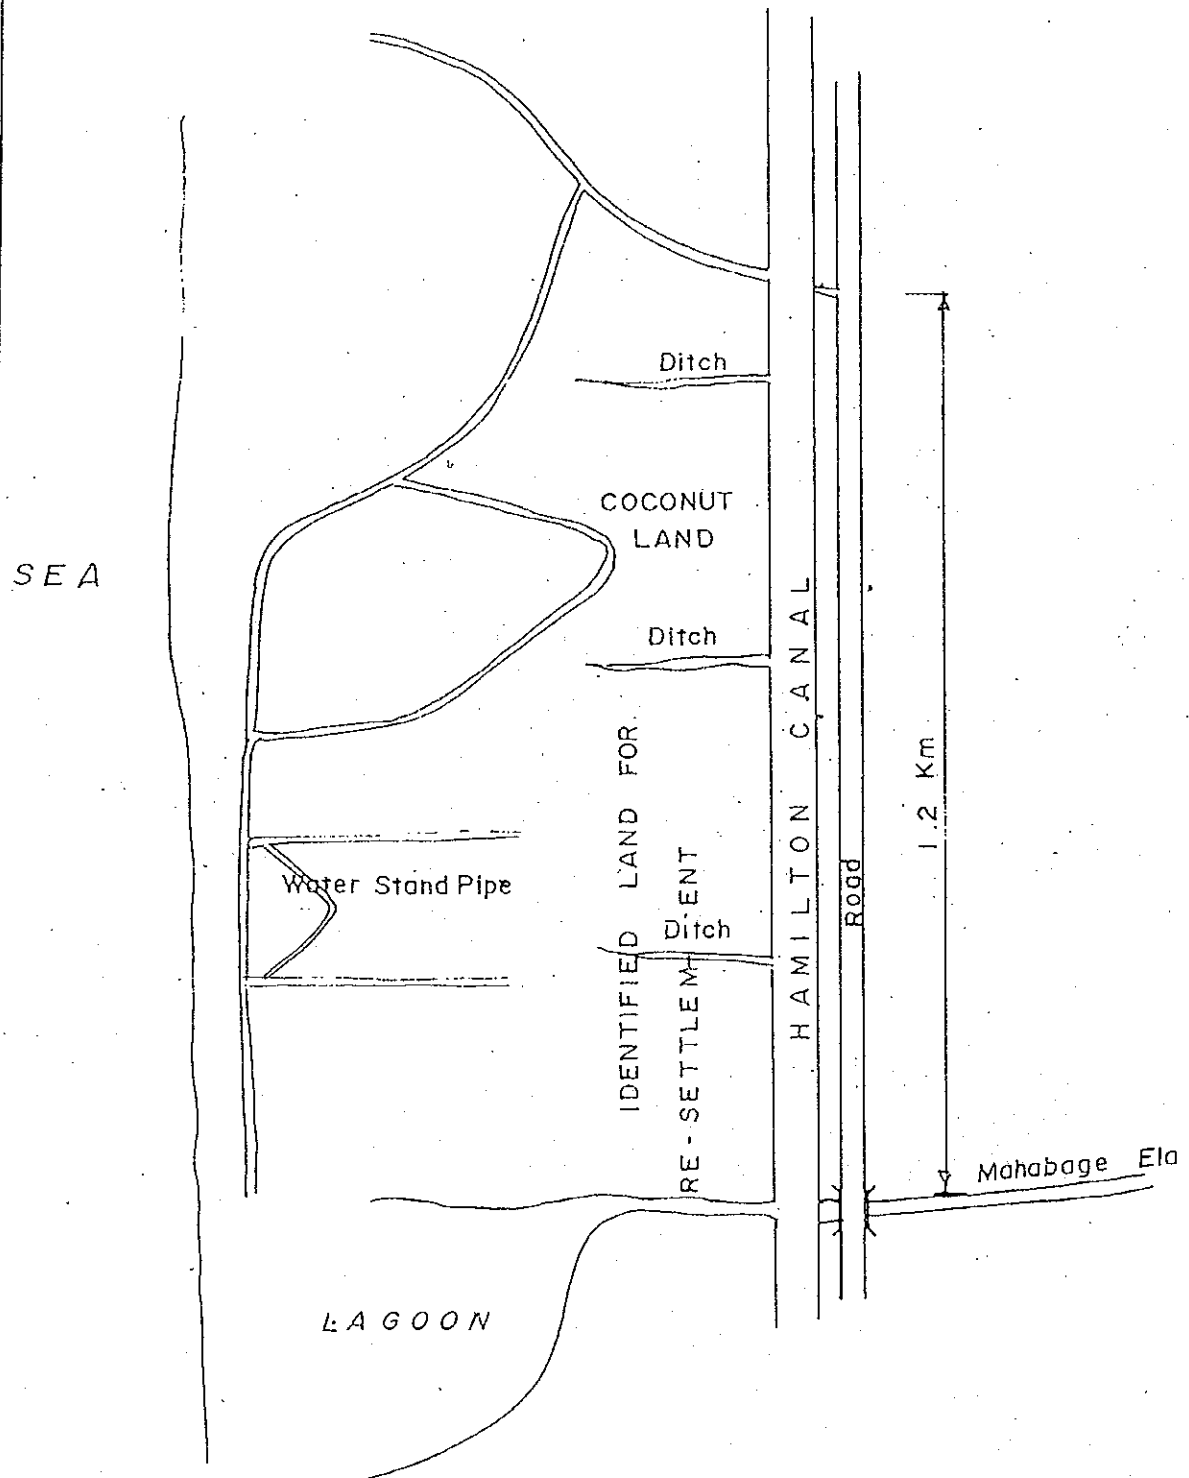 Ditch
COCONUT
LAND
SEA
Ditch
IDENTIFIED LAND FOR
RE-SETTLEMENT
HAMILTON CANAL
1.2 Km
Road
Water Stand Pipe
Ditch
Mahabage Ela
LAGOON